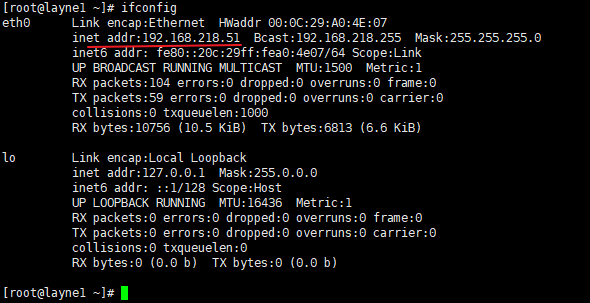 [root@layne1 ~]# ifconfig
eth0 Link encap:Ethernet HWaddr 00:0C:29:A0:4E:07
inet addr:192.168.218.51 Bcast:192.168.218.255 Mask:255.255.255.0
inet6 addr: fe80::20c:29ff:fea0:4e07/64 Scope:Link
UP BROADCAST RUNNING MULTICAST MTU:1500 Metric:1
RX packets:104 errors:0 dropped:0 overruns:0 frame:0
TX packets:59 errors:0 dropped:0 overruns:0 carrier:0
collisions:0 txqueuelen:1000
RX bytes:10756 (10.5 KiB) TX bytes:6813 (6.6 KiB)
lo Link encap:Local Loopback
inet addr:127.0.0.1 Mask:255.0.0.0
inet6 addr: ::1/128 Scope:Host
UP LOOPBACK RUNNING MTU:16436 Metric:1
RX packets:0 errors:0 dropped:0 overruns:0 frame:0
TX packets:0 errors:0 dropped:0 overruns:0 carrier:0
collisions:0 txqueuelen:0
RX bytes:0 (0.0 b) TX bytes:0 (0.0 b)
[root@layne1 ~]#